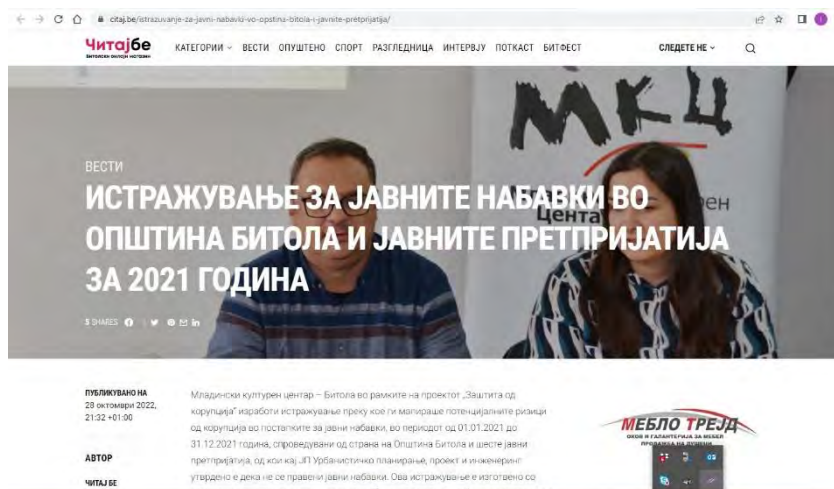 citaj.be/istrazuvanje-za-javni-nabavki-vo-opstina-bitola-i-javnite-pretprijatija/
Читајбе
КАТЕГОРИИ ВЕСТИ ОПУШТЕНО СПОРТ РАЗГЛЕДНИЦА ИНТЕРВЈУ ПОТКАСТ БИТФЕСТ СЛЕДЕТЕ НЕ
МКЦ
ВЕСТИ
ИСТРАЖУВАЊЕ ЗА ЈАВНИТЕ НАБАВКИ ВО
ОПШТИНА БИТОЛА И ЈАВНИТЕ ПРЕТПРИЈАТИЈА
ЗА 2021 ГОДИНА
5 SHARES
ПУБЛИКУВАНО НА
28 октомври 2022,
21:32 +01:00
АВТОР
ЧИТАЈ БЕ
Младински културен центар – Битола во рамките на проектот „Заштита од
корупција" изработи истражување преку кое ги мапираше потенцијалните ризици
од корупција во постапките за јавни набавки, во периодот од 01.01.2021 до
31.12.2021 година, спроведувани од страна на Општина Битола и шесте јавни
претпријатија, од кои кај ЈП Урбанистичко планирање, проект и инженеринг
утврдено е дека не се правени јавни набавки. Ова истражување е изготвено со
МЕБЛО ТРЕЈД
ОКОВ И ГАЛАНТЕРИЈА ЗА МЕБЕЛ